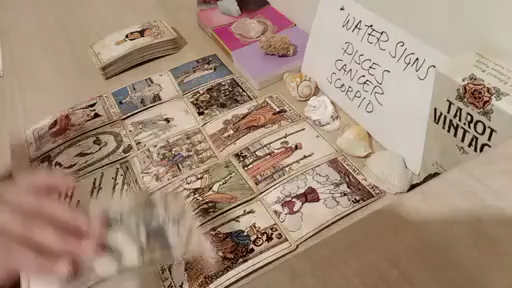 WATER SIGNS
PISCES
CANCER
SCORPIO
TAROT
VINTAG